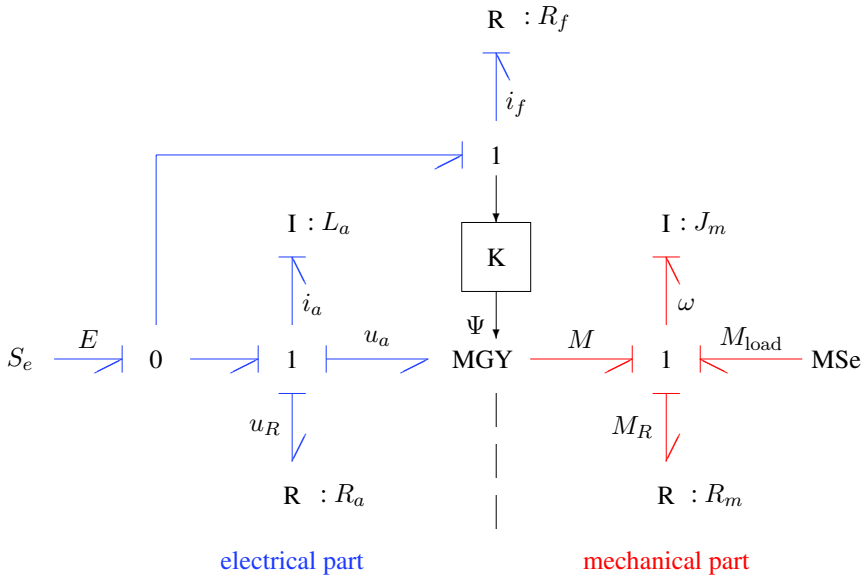 R : R_f
i_f
1
I : L_a
I : J_m
K
i_a
Ψ
ω
S_e
E
0
1
u_a
MGY
M
1
M_load
MSe
u_R
M_R
R : R_a
R : R_m
electrical part
mechanical part